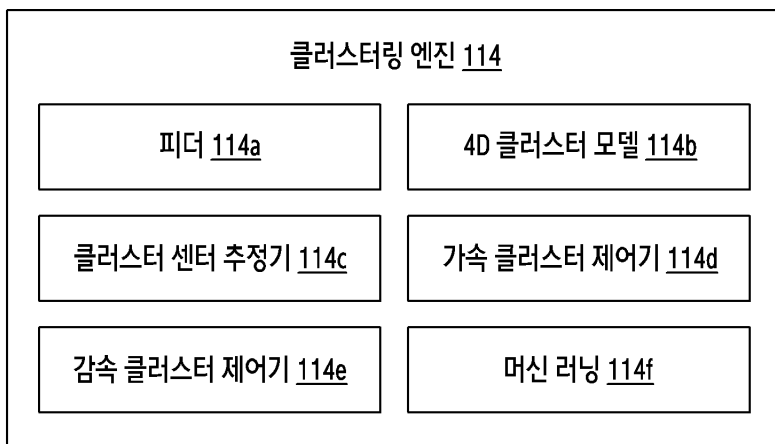 클러스터링 엔진 114
피더 114a
4D 클러스터 모델 114b
클러스터 센터 추정기 114c
가속 클러스터 제어기 114d
감속 클러스터 제어기 114e
머신 러닝 114f